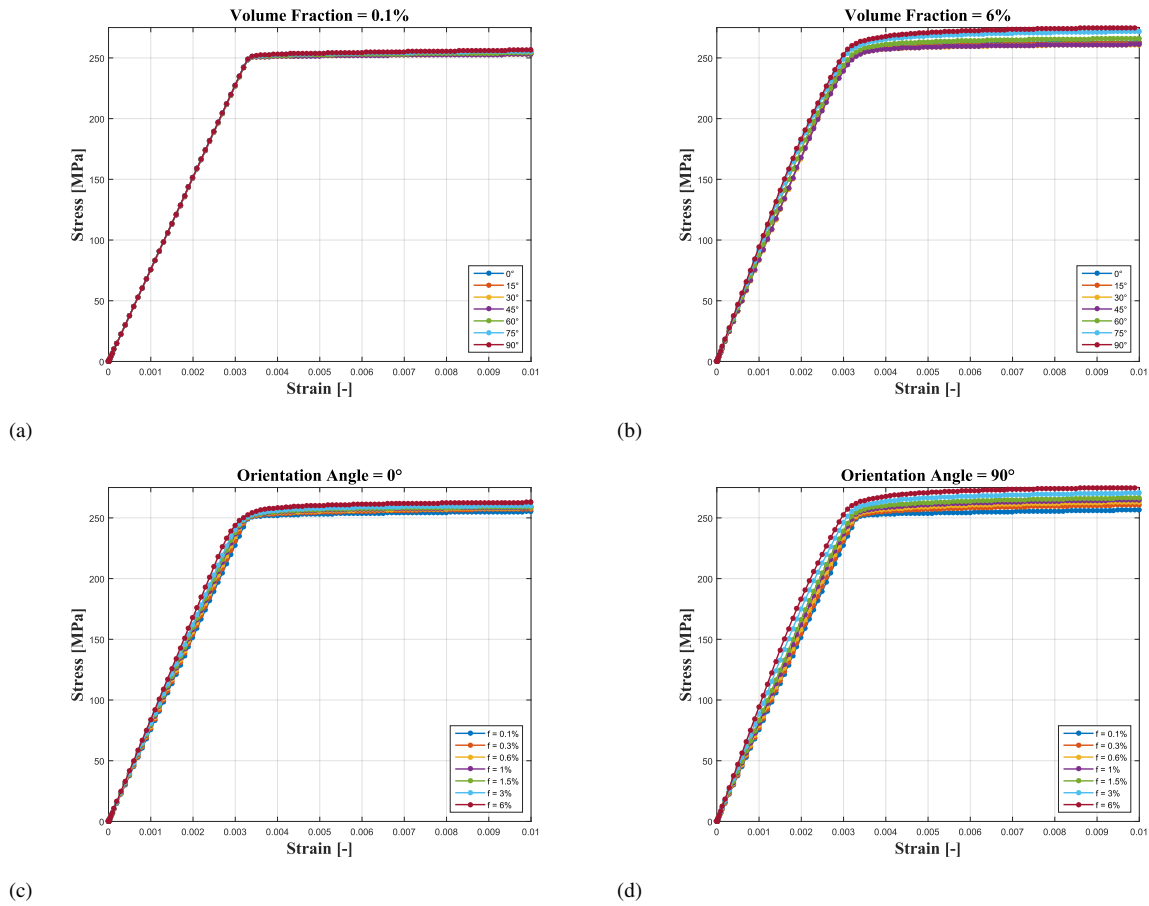 Volume Fraction = 0.1%
Stress [MPa]
250
200
150
100
50
0
0 0.001 0.002 0.003 0.004 0.005 0.006 0.007 0.008 0.009 0.01
Strain [-]
0°
15°
30°
45°
60°
75°
90°
(a)
Volume Fraction = 6%
Stress [MPa]
250
200
150
100
50
0
0 0.001 0.002 0.003 0.004 0.005 0.006 0.007 0.008 0.009 0.01
Strain [-]
0°
15°
30°
45°
60°
75°
90°
(b)
Orientation Angle = 0°
Stress [MPa]
250
200
150
100
50
0
0 0.001 0.002 0.003 0.004 0.005 0.006 0.007 0.008 0.009 0.01
Strain [-]
f = 0.1%
f = 0.3%
f = 0.6%
f = 1%
f = 1.5%
f = 3%
f = 6%
(c)
Orientation Angle = 90°
Stress [MPa]
250
200
150
100
50
0
0 0.001 0.002 0.003 0.004 0.005 0.006 0.007 0.008 0.009 0.01
Strain [-]
f = 0.1%
f = 0.3%
f = 0.6%
f = 1%
f = 1.5%
f = 3%
f = 6%
(d)